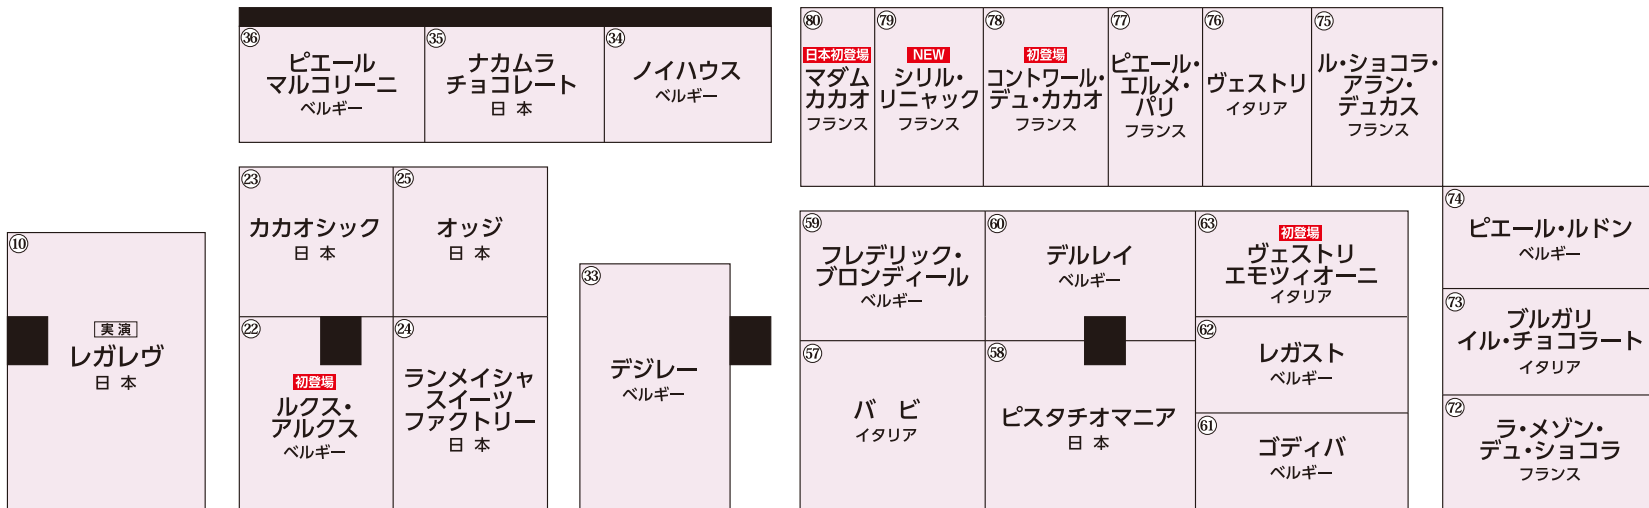 ㊱
ピエール
マルコリーニ
ベルギー
㉟
ナカムラ
チョコレート
日 本
㉞
ノイハウス
ベルギー
80
日本初登場
マダム
カカオ
フランス
79
NEW
シリル・
リニャック
フランス
78
初登場
コントワール・
デュ・カカオ
フランス
77
ピエール・
エルメ・
パリ
フランス
76
ヴェストリ
イタリア
75
ル・ショコラ・
アラン・
デュカス
フランス
㉓
カカオシック
日 本
㉕
オッジ
日 本
⑩
実演
レガレヴ
日 本
㉒
初登場
ルクス・
アルクス
ベルギー
㉔
ランメイシャ
スイーツ
ファクトリー
日 本
㉝
デジレー
ベルギー
59
フレデリック・
ブロンディール
ベルギー
60
デルレイ
ベルギー
63
初登場
ヴェストリ
エモツィオーニ
イタリア
57
バ ビ
イタリア
58
ピスタチオマニア
日 本
62
レガスト
ベルギー
61
ゴディバ
ベルギー
74
ピエール・ルドン
ベルギー
73
ブルガリ
イル・チョコラート
イタリア
72
ラ・メゾン・
デュ・ショコラ
フランス